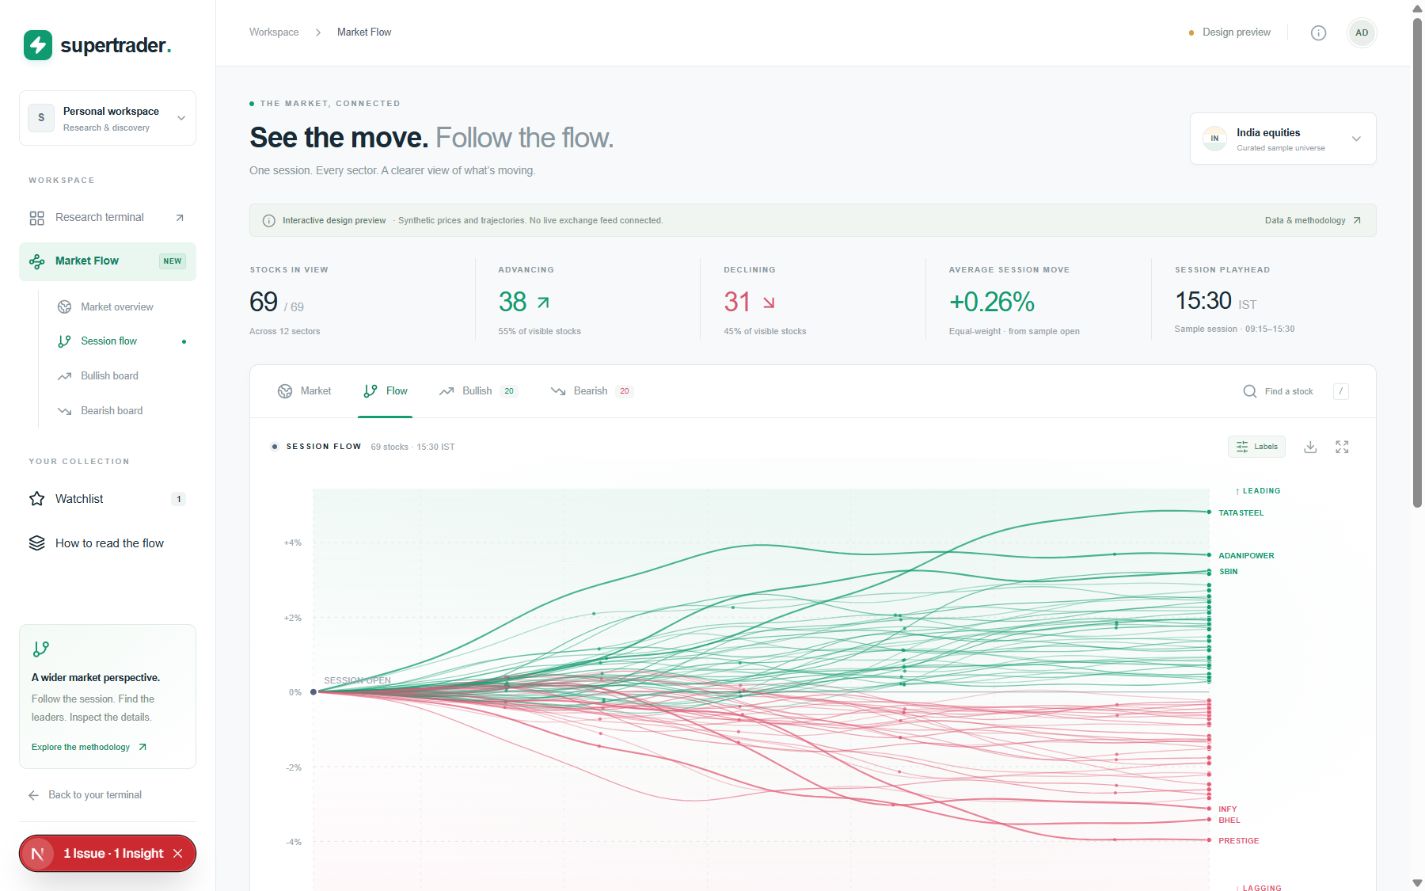 supertrader.
S
Personal workspace
Research & discovery
WORKSPACE
Research terminal
Market Flow
NEW
Market overview
Session flow
Bullish board
Bearish board
YOUR COLLECTION
Watchlist
1
How to read the flow
A wider market perspective.
Follow the session. Find the
leaders. Inspect the details.
Explore the methodology
Back to your terminal
N
1 Issue · 1 Insight
Workspace
Market Flow
Design preview
AD
THE MARKET, CONNECTED
See the move. Follow the flow.
One session. Every sector. A clearer view of what's moving.
IN
India equities
Curated sample universe
Interactive design preview · Synthetic prices and trajectories. No live exchange feed connected.
Data & methodology
STOCKS IN VIEW
69 / 69
Across 12 sectors
ADVANCING
38
55% of visible stocks
DECLINING
31
45% of visible stocks
AVERAGE SESSION MOVE
+0.26%
Equal-weight · from sample open
SESSION PLAYHEAD
15:30 IST
Sample session · 09:15–15:30
Market
Flow
Bullish 20
Bearish 20
Find a stock /
SESSION FLOW 69 stocks · 15:30 IST
Labels
↑ LEADING
TATASTEEL
+4%
ADANIPOWER
SBIN
+2%
SESSION OPEN
0%
-2%
INFY
BHEL
PRESTIGE
-4%
↓ LAGGING